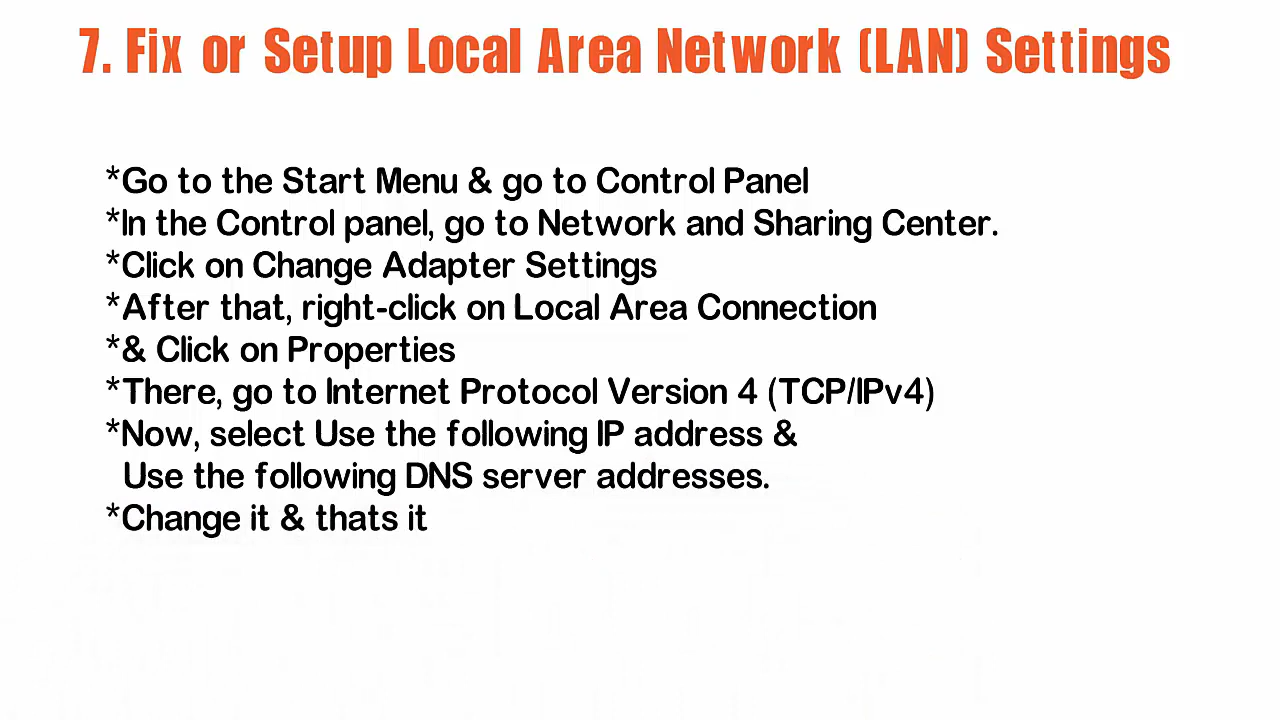 7. Fix or Setup Local Area Network (LAN) Settings
*Go to the Start Menu & go to Control Panel
*In the Control panel, go to Network and Sharing Center.
*Click on Change Adapter Settings
*After that, right-click on Local Area Connection
*& Click on Properties
*There, go to Internet Protocol Version 4 (TCP/IPv4)
*Now, select Use the following IP address &
Use the following DNS server addresses.
*Change it & thats it